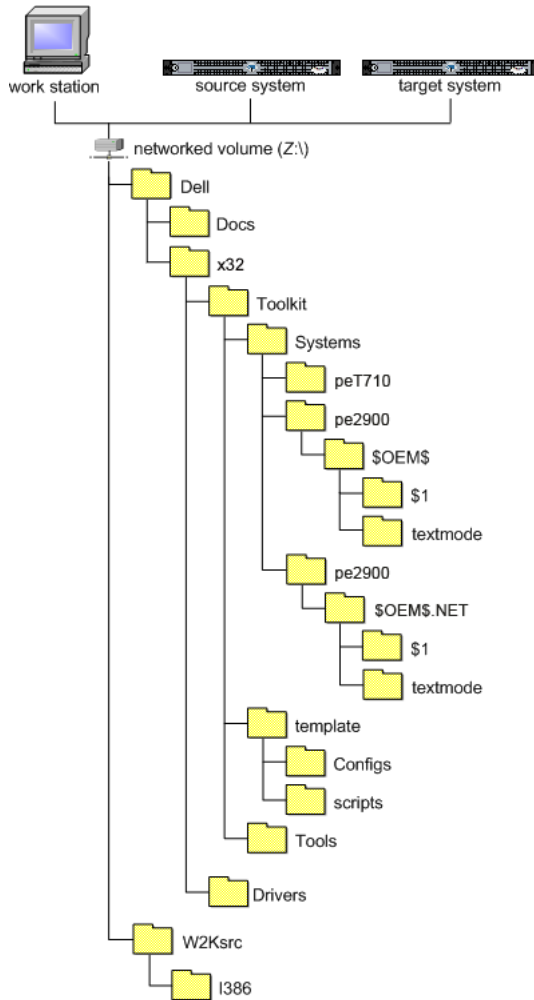 work station
source system
target system
networked volume (Z:\)
Dell
Docs
x32
Toolkit
Systems
peT710
pe2900
$OEM$
$1
textmode
pe2900
$OEM$.NET
$1
textmode
template
Configs
scripts
Tools
Drivers
W2Ksrc
I386